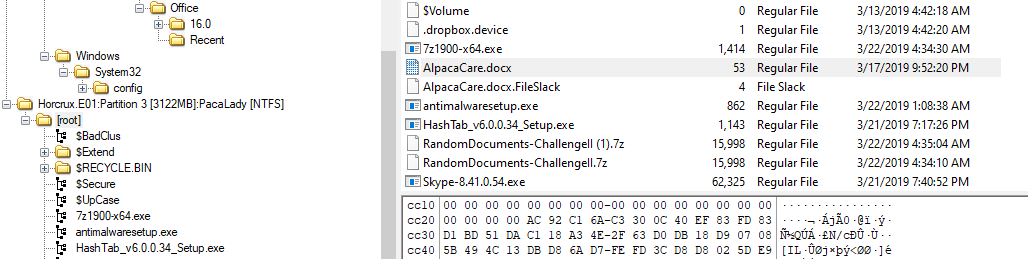 Office
16.0
Recent
Windows
System32
config
Horcrux.E01:Partition 3 [3122MB]:PacaLady [NTFS]
[root]
$BadClus
$Extend
$RECYCLE.BIN
$Secure
$UpCase
7z1900-x64.exe
antimalwaresetup.exe
HashTab_v6.0.0.34_Setup.exe
$Volume 0 Regular File 3/13/2019 4:42:18 AM
.dropbox.device 1 Regular File 3/13/2019 4:42:20 AM
7z1900-x64.exe 1,414 Regular File 3/22/2019 4:34:30 AM
AlpacaCare.docx 53 Regular File 3/17/2019 9:52:20 PM
AlpacaCare.docx.FileSlack 4 File Slack
antimalwaresetup.exe 862 Regular File 3/22/2019 1:08:38 AM
HashTab_v6.0.0.34_Setup.exe 1,143 Regular File 3/21/2019 7:17:26 PM
RandomDocuments-Challengell (1).7z 15,998 Regular File 3/22/2019 4:35:04 AM
RandomDocuments-Challengell.7z 15,998 Regular File 3/22/2019 4:34:10 AM
Skype-8.41.0.54.exe 62,325 Regular File 3/21/2019 7:40:52 PM
cc10 00 00 00 00 00 00 00 00-00 00 00 00 00 00 00 00 ················
cc20 00 00 00 00 AC 92 C1 6A-C3 30 0C 40 EF 83 FD 83 ····¬·ÁjÃ0·@ï·ý·
cc30 D1 BD 51 DA C1 18 A3 4E-2F 63 D0 DB 18 D9 07 08 Ñ½QÚÁ·£N/cÐÛ·Ù··
cc40 5B 49 4C 13 DB D8 6A D7-FE FD 3C D8 D8 02 5D E9 [IL·ÛØj×þý<ØØ·]é